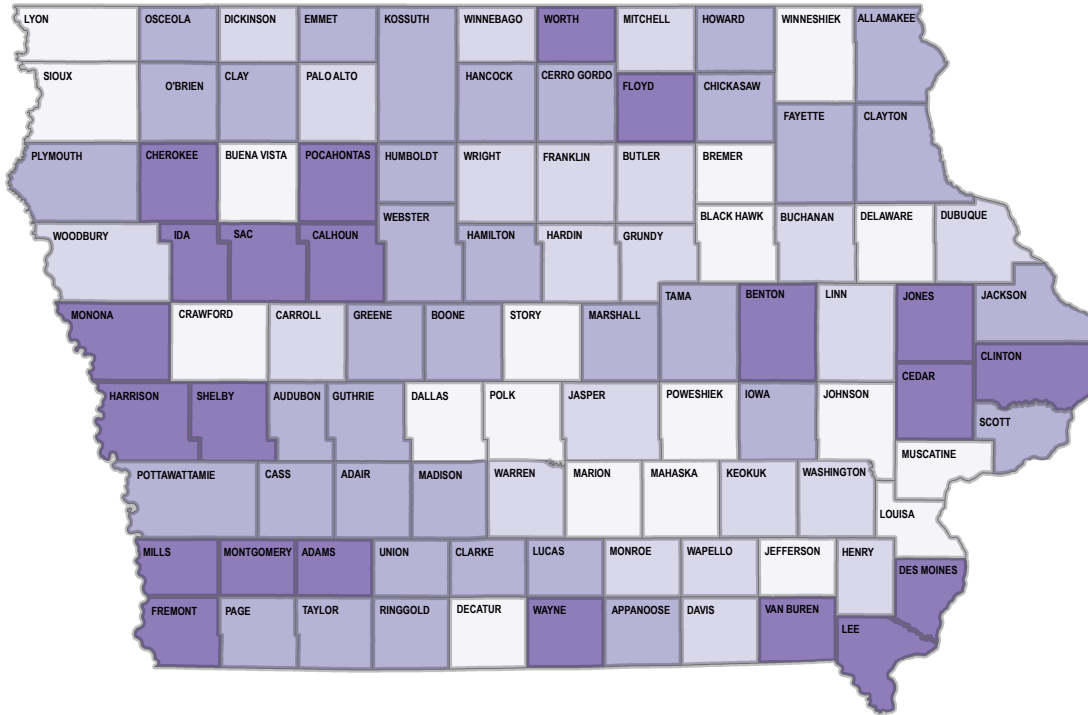 LYON
OSCEOLA
DICKINSON
EMMET
KOSSUTH
WINNEBAGO
WORTH
MITCHELL
HOWARD
WINNESHIEK
ALLAMAKEE
SIOUX
O'BRIEN
CLAY
PALO ALTO
HANCOCK
CERRO GORDO
FLOYD
CHICKASAW
FAYETTE
CLAYTON
PLYMOUTH
CHEROKEE
BUENA VISTA
POCAHONTAS
HUMBOLDT
WRIGHT
FRANKLIN
BUTLER
BREMER
WOODBURY
IDA
SAC
CALHOUN
WEBSTER
HAMILTON
HARDIN
GRUNDY
BLACK HAWK
BUCHANAN
DELAWARE
DUBUQUE
MONONA
CRAWFORD
CARROLL
GREENE
BOONE
STORY
MARSHALL
TAMA
BENTON
LINN
JONES
JACKSON
CLINTON
CEDAR
HARRISON
SHELBY
AUDUBON
GUTHRIE
DALLAS
POLK
JASPER
POWESHIEK
IOWA
JOHNSON
SCOTT
MUSCATINE
POTTAWATTAMIE
CASS
ADAIR
MADISON
WARREN
MARION
MAHASKA
KEOKUK
WASHINGTON
LOUISA
MILLS
MONTGOMERY
ADAMS
UNION
CLARKE
LUCAS
MONROE
WAPELLO
JEFFERSON
HENRY
DES MOINES
FREMONT
PAGE
TAYLOR
RINGGOLD
DECATUR
WAYNE
APPANOOSE
DAVIS
VAN BUREN
LEE